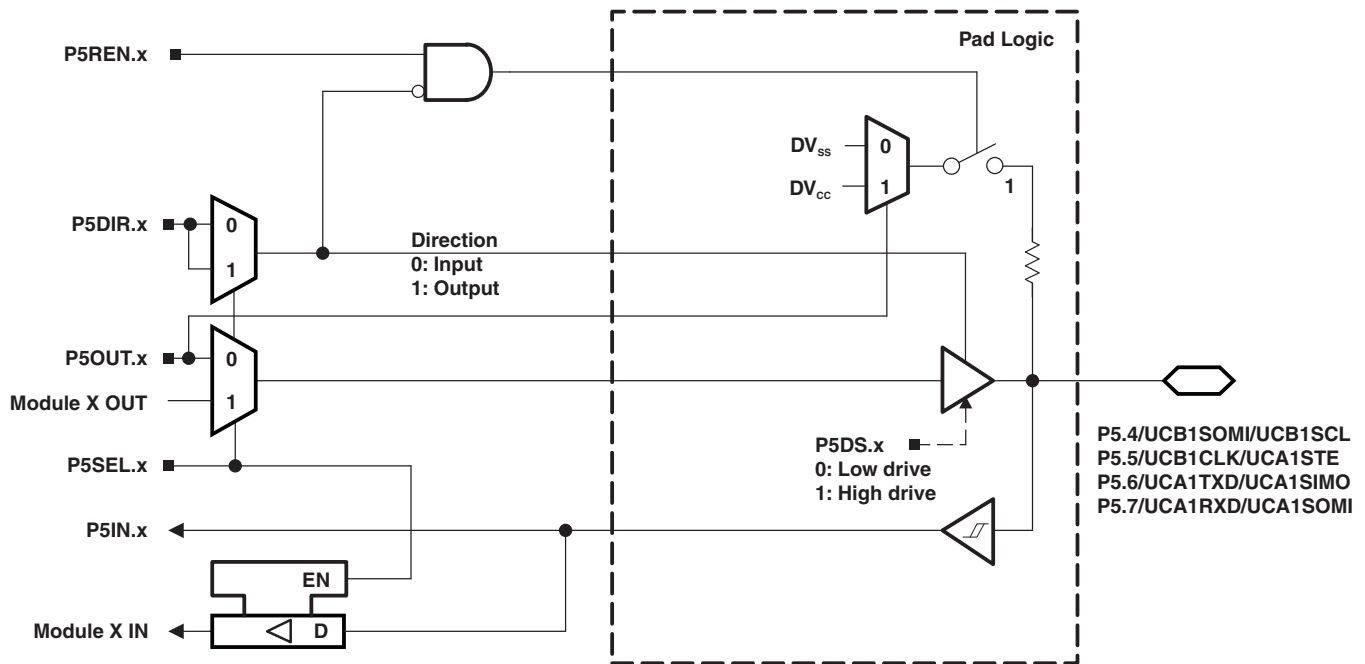 Pad Logic
P5REN.x
DVss
0
DVcc
1
1
P5DIR.x
0
1
Direction
0: Input
1: Output
P5OUT.x
0
Module X OUT
1
P5SEL.x
P5DS.x
0: Low drive
1: High drive
P5.4/UCB1SOMI/UCB1SCL
P5.5/UCB1CLK/UCA1STE
P5.6/UCA1TXD/UCA1SIMO
P5.7/UCA1RXD/UCA1SOMI
P5IN.x
EN
Module X IN
D